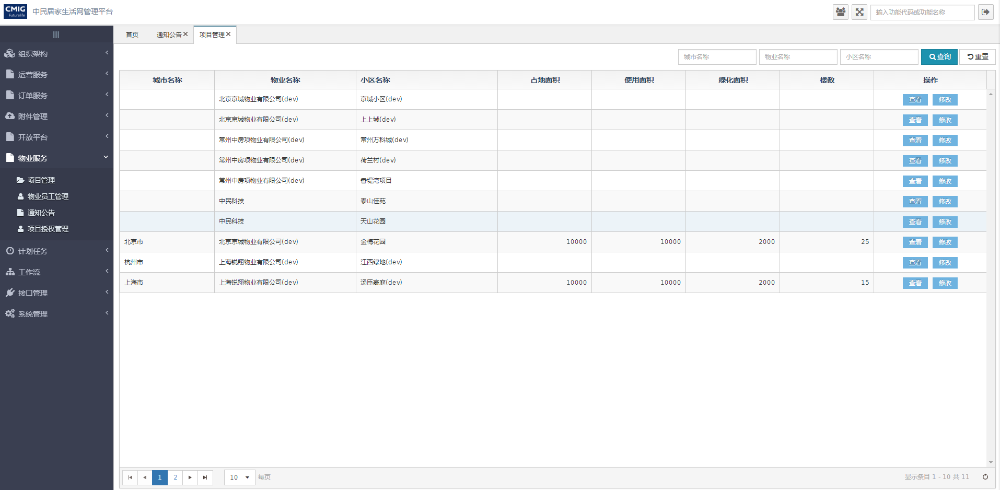 CMIG
Futurelife
中民居家生活网管理平台
输入功能代码或功能名称
首页
通知公告
项目管理
组织架构
运营服务
订单服务
附件管理
开放平台
物业服务
项目管理
物业员工管理
通知公告
项目授权管理
计划任务
工作流
接口管理
系统管理
城市名称 物业名称 小区名称 查询 重置
城市名称 物业名称 小区名称 占地面积 使用面积 绿化面积 楼数 操作
北京京城物业有限公司(dev) 京城小区(dev) 查看 修改
北京京城物业有限公司(dev) 上上城(dev) 查看 修改
常州中房项物业有限公司(dev) 常州万科城(dev) 查看 修改
常州中房项物业有限公司(dev) 荷兰村(dev) 查看 修改
常州中房项物业有限公司(dev) 香堤湾项目 查看 修改
中民科技 泰山佳苑 查看 修改
中民科技 天山花园 查看 修改
北京市 北京京城物业有限公司(dev) 金梅花园 10000 10000 2000 25 查看 修改
杭州市 上海锐翔物业有限公司(dev) 江西绿地(dev) 查看 修改
上海市 上海锐翔物业有限公司(dev) 汤臣豪庭(dev) 10000 10000 2000 15 查看 修改
1 2 10 每页 显示条目 1 - 10 共 11